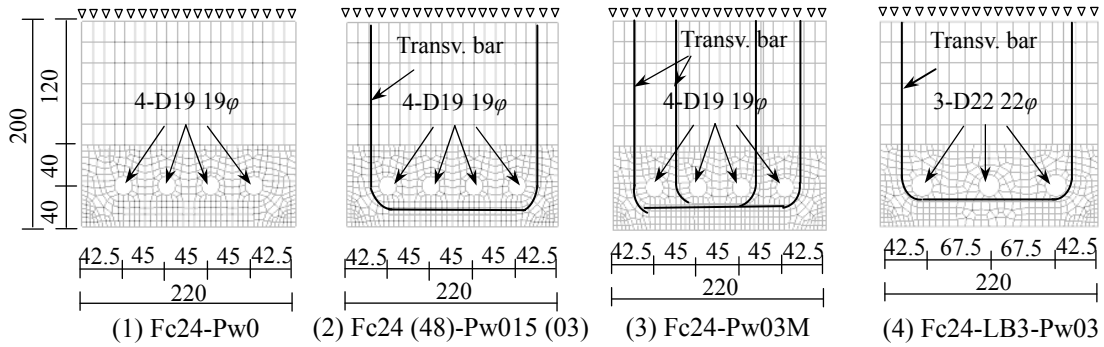 200
120
40
40
4-D19 19φ
42.5 45 45 45 42.5
220
(1) Fc24-Pw0
Transv. bar
4-D19 19φ
42.5 45 45 45 42.5
220
(2) Fc24 (48)-Pw015 (03)
Transv. bar
4-D19 19φ
42.5 45 45 45 42.5
220
(3) Fc24-Pw03M
Transv. bar
3-D22 22φ
42.5 67.5 67.5 42.5
220
(4) Fc24-LB3-Pw03